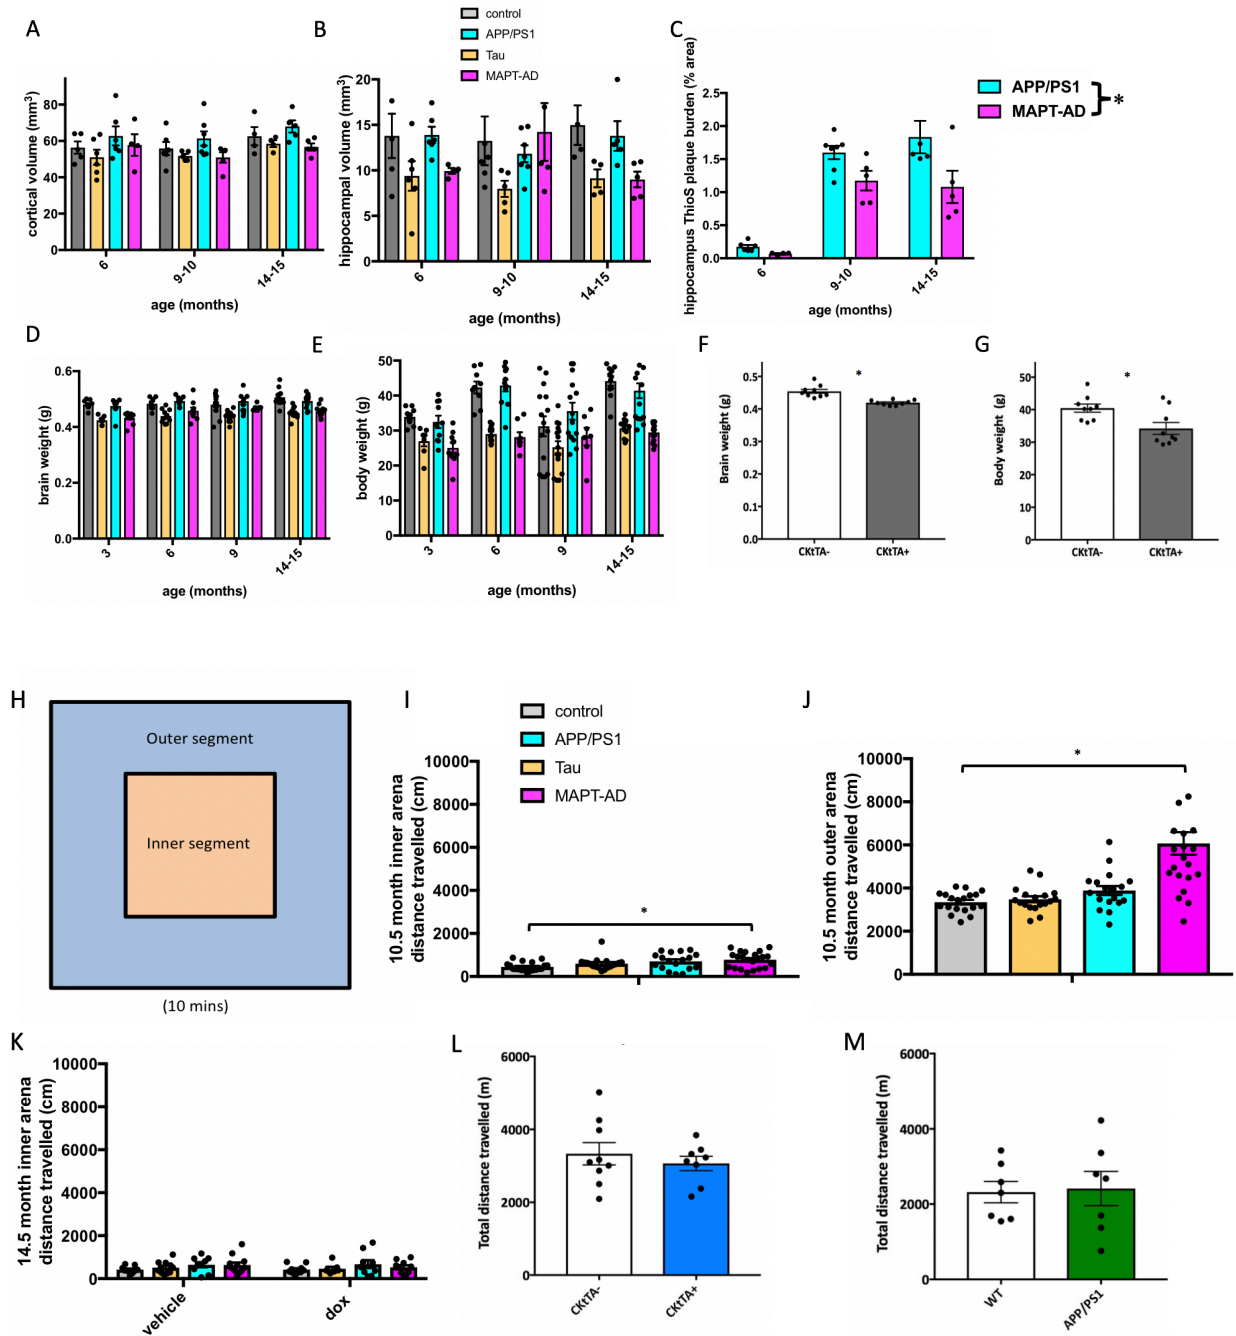 A
cortical volume (mm³)
80
60
40
20
0
6
9-10
14-15
age (months)
B
control
APP/PS1
Tau
MAPT-AD
hippocampal volume (mm³)
20
15
10
5
0
6
9-10
14-15
age (months)
C
hippocampus ThioS plaque burden (% area)
2.5
2.0
1.5
1.0
0.5
0.0
6
9-10
14-15
age (months)
APP/PS1
MAPT-AD
*
D
brain weight (g)
0.6
0.4
0.2
0.0
3
6
9
14-15
age (months)
E
body weight (g)
50
40
30
20
10
0
3
6
9
14-15
age (months)
F
Brain weight (g)
0.5
0.4
0.3
0.2
0.1
0.0
*
CKtTA-
CKtTA+
G
Body weight (g)
50
40
30
20
10
0
*
CKtTA-
CKtTA+
H
Outer segment
Inner segment
(10 mins)
I
control
APP/PS1
Tau
MAPT-AD
10.5 month inner arena
distance travelled (cm)
10000
8000
6000
4000
2000
0
*
J
10.5 month outer arena
distance travelled (cm)
10000
8000
6000
4000
2000
0
*
K
14.5 month inner arena
distance travelled (cm)
10000
8000
6000
4000
2000
0
vehicle
dox
L
Total distance travelled (m)
6000
4000
2000
0
CKtTA-
CKtTA+
M
Total distance travelled (m)
6000
4000
2000
0
WT
APP/PS1